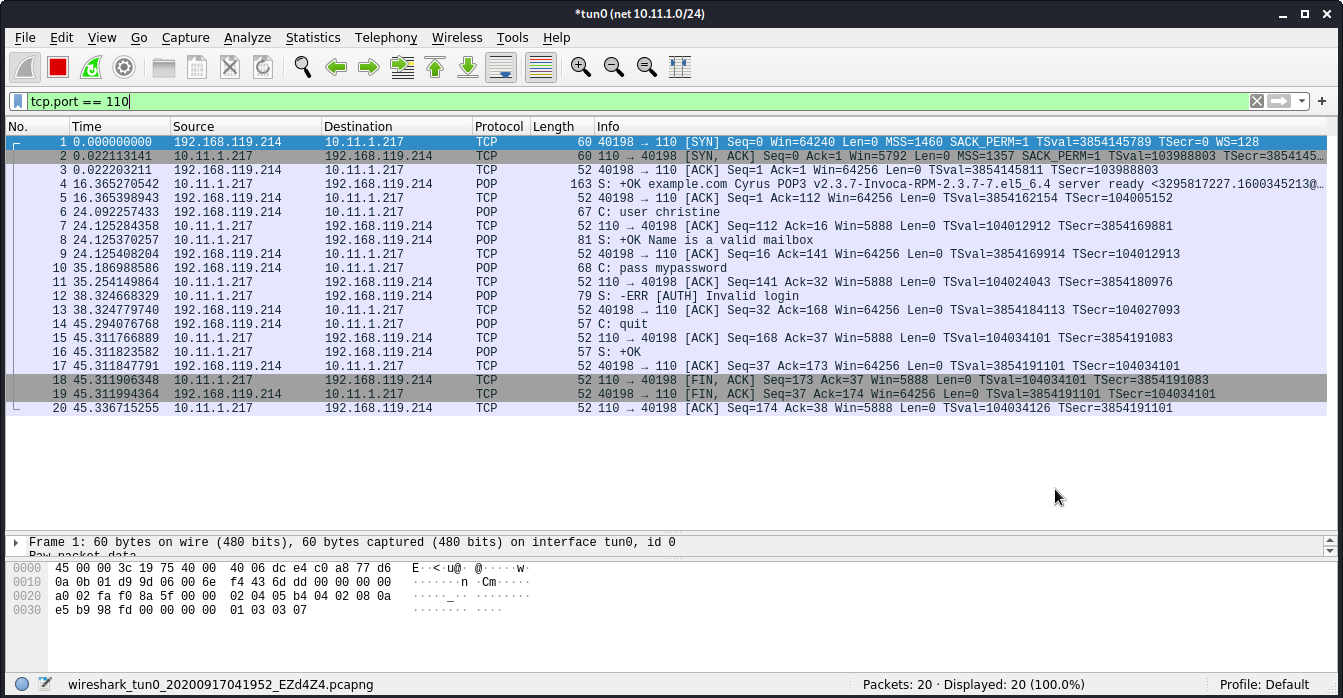 *tun0 (net 10.11.1.0/24)
File Edit View Go Capture Analyze Statistics Telephony Wireless Tools Help
tcp.port == 110
No. Time Source Destination Protocol Length Info
1 0.000000000 192.168.119.214 10.11.1.217 TCP 60 40198 → 110 [SYN] Seq=0 Win=64240 Len=0 MSS=1460 SACK_PERM=1 TSval=3854145789 TSecr=0 WS=128
2 0.022113141 10.11.1.217 192.168.119.214 TCP 60 110 → 40198 [SYN, ACK] Seq=0 Ack=1 Win=5792 Len=0 MSS=1357 SACK_PERM=1 TSval=103988803 TSecr=3854145…
3 0.022203211 192.168.119.214 10.11.1.217 TCP 52 40198 → 110 [ACK] Seq=1 Ack=1 Win=64256 Len=0 TSval=3854145811 TSecr=103988803
4 16.365270542 10.11.1.217 192.168.119.214 POP 163 S: +OK example.com Cyrus POP3 v2.3.7-Invoca-RPM-2.3.7-7.el5_6.4 server ready <3295817227.1600345213@…
5 16.365398943 192.168.119.214 10.11.1.217 TCP 52 40198 → 110 [ACK] Seq=1 Ack=112 Win=64256 Len=0 TSval=3854162154 TSecr=104005152
6 24.092257433 192.168.119.214 10.11.1.217 POP 67 C: user christine
7 24.125284358 10.11.1.217 192.168.119.214 TCP 52 110 → 40198 [ACK] Seq=112 Ack=16 Win=5888 Len=0 TSval=104012912 TSecr=3854169881
8 24.125370257 10.11.1.217 192.168.119.214 POP 81 S: +OK Name is a valid mailbox
9 24.125408204 192.168.119.214 10.11.1.217 TCP 52 40198 → 110 [ACK] Seq=16 Ack=141 Win=64256 Len=0 TSval=3854169914 TSecr=104012913
10 35.186988586 192.168.119.214 10.11.1.217 POP 68 C: pass mypassword
11 35.254149864 10.11.1.217 192.168.119.214 TCP 52 110 → 40198 [ACK] Seq=141 Ack=32 Win=5888 Len=0 TSval=104024043 TSecr=3854180976
12 38.324668329 10.11.1.217 192.168.119.214 POP 79 S: -ERR [AUTH] Invalid login
13 38.324779740 192.168.119.214 10.11.1.217 TCP 52 40198 → 110 [ACK] Seq=32 Ack=168 Win=64256 Len=0 TSval=3854184113 TSecr=104027093
14 45.294076768 192.168.119.214 10.11.1.217 POP 57 C: quit
15 45.311766889 10.11.1.217 192.168.119.214 TCP 52 110 → 40198 [ACK] Seq=168 Ack=37 Win=5888 Len=0 TSval=104034101 TSecr=3854191083
16 45.311823582 10.11.1.217 192.168.119.214 POP 57 S: +OK
17 45.311847791 192.168.119.214 10.11.1.217 TCP 52 40198 → 110 [ACK] Seq=37 Ack=173 Win=64256 Len=0 TSval=3854191101 TSecr=104034101
18 45.311906348 10.11.1.217 192.168.119.214 TCP 52 110 → 40198 [FIN, ACK] Seq=173 Ack=37 Win=5888 Len=0 TSval=104034101 TSecr=3854191083
19 45.311994364 192.168.119.214 10.11.1.217 TCP 52 40198 → 110 [FIN, ACK] Seq=37 Ack=174 Win=64256 Len=0 TSval=3854191101 TSecr=104034101
20 45.336715255 10.11.1.217 192.168.119.214 TCP 52 110 → 40198 [ACK] Seq=174 Ack=38 Win=5888 Len=0 TSval=104034126 TSecr=3854191101
Frame 1: 60 bytes on wire (480 bits), 60 bytes captured (480 bits) on interface tun0, id 0
Raw packet data
0000 45 00 00 3c 19 75 40 00 40 06 dc e4 c0 a8 77 d6 E··<·u@· @·····w·
0010 0a 0b 01 d9 9d 06 00 6e f4 43 6d dd 00 00 00 00 ·······n ·Cm·····
0020 a0 02 fa f0 8a 5f 00 00 02 04 05 b4 04 02 08 0a ·····_·· ········
0030 e5 b9 98 fd 00 00 00 00 01 03 03 07 ········ ····
wireshark_tun0_20200917041952_EZd4Z4.pcapng Packets: 20 · Displayed: 20 (100.0%) Profile: Default